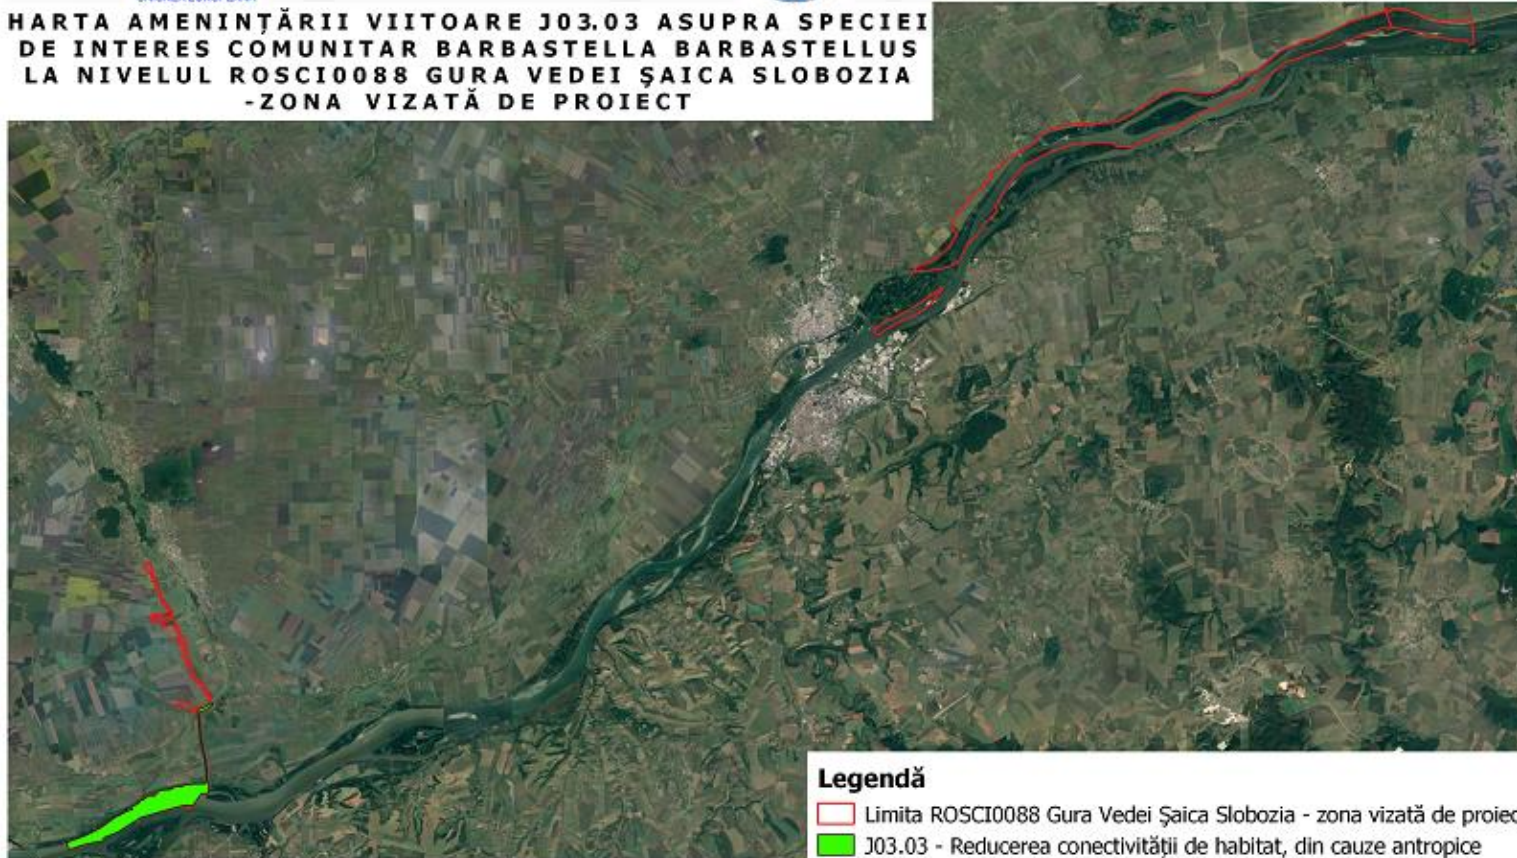 HARTA AMENINȚĂRII VIITOARE J03.03 ASUPRA SPECIEI
DE INTERES COMUNITAR BARBASTELLA BARBASTELLUS
LA NIVELUL ROSCI0088 GURA VEDEI ȘAICA SLOBOZIA
-ZONA VIZATĂ DE PROIECT
Legendă
Limita ROSCI0088 Gura Vedei Șaica Slobozia - zona vizată de proiec
J03.03 - Reducerea conectivității de habitat, din cauze antropice